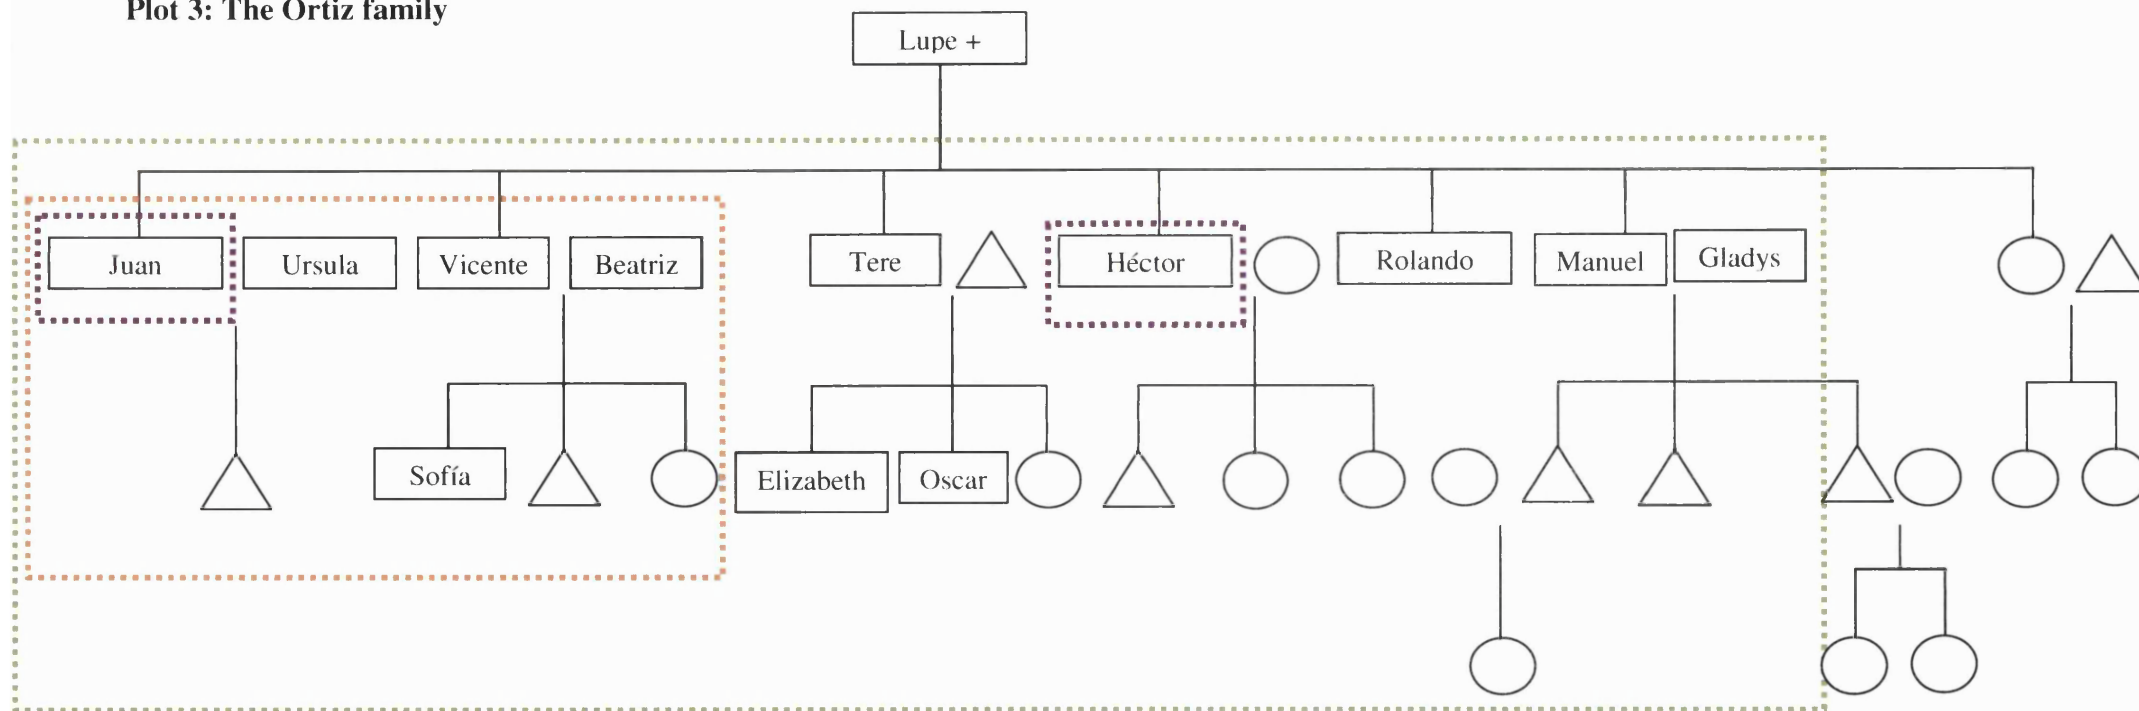 Plot 3: The Ortiz family
Lupe +
Juan
Ursula
Vicente
Beatriz
Tere
Héctor
Rolando
Manuel
Gladys
Sofía
Elizabeth
Oscar